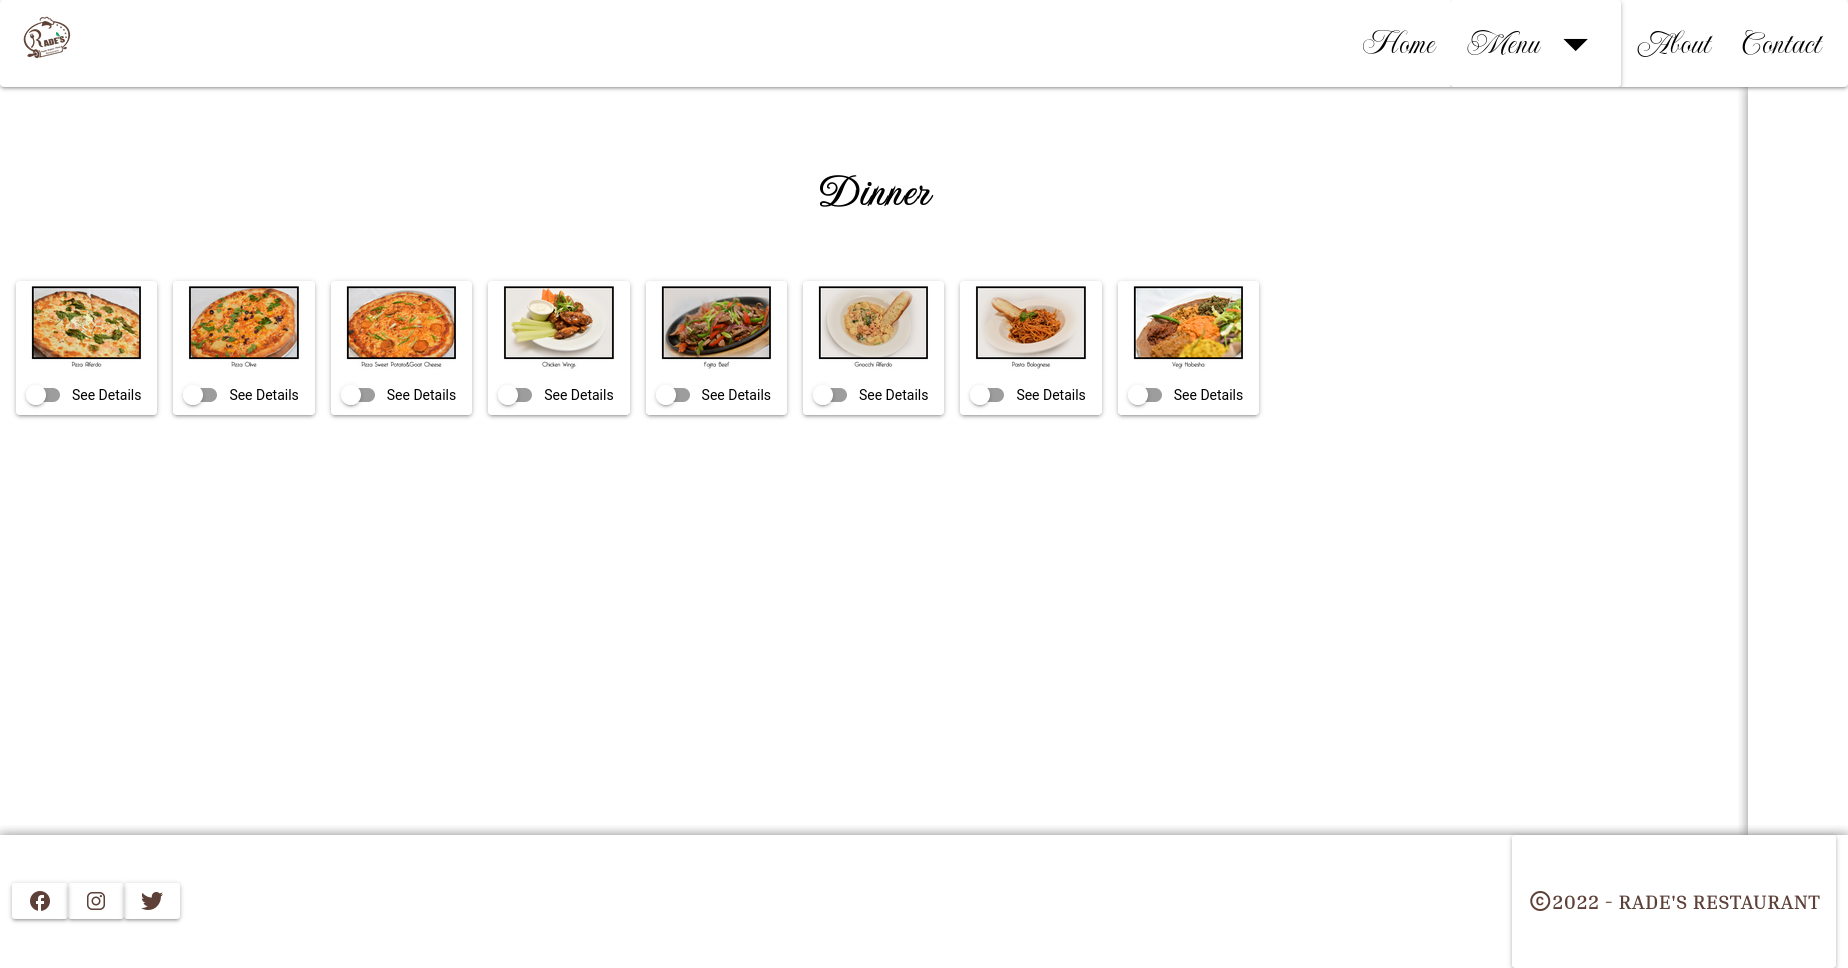 RADE'S
Home
Menu
About
Contact
Dinner
Pizza Alferdo
Pizza Olive
Pizza Sweet Potato&Goat Cheese
Chicken Wings
Fajita Beef
Gnocchi Alferdo
Pasta Bolognese
Vegi Habesha
See Details
See Details
See Details
See Details
See Details
See Details
See Details
See Details
©2022 - RADE'S RESTAURANT